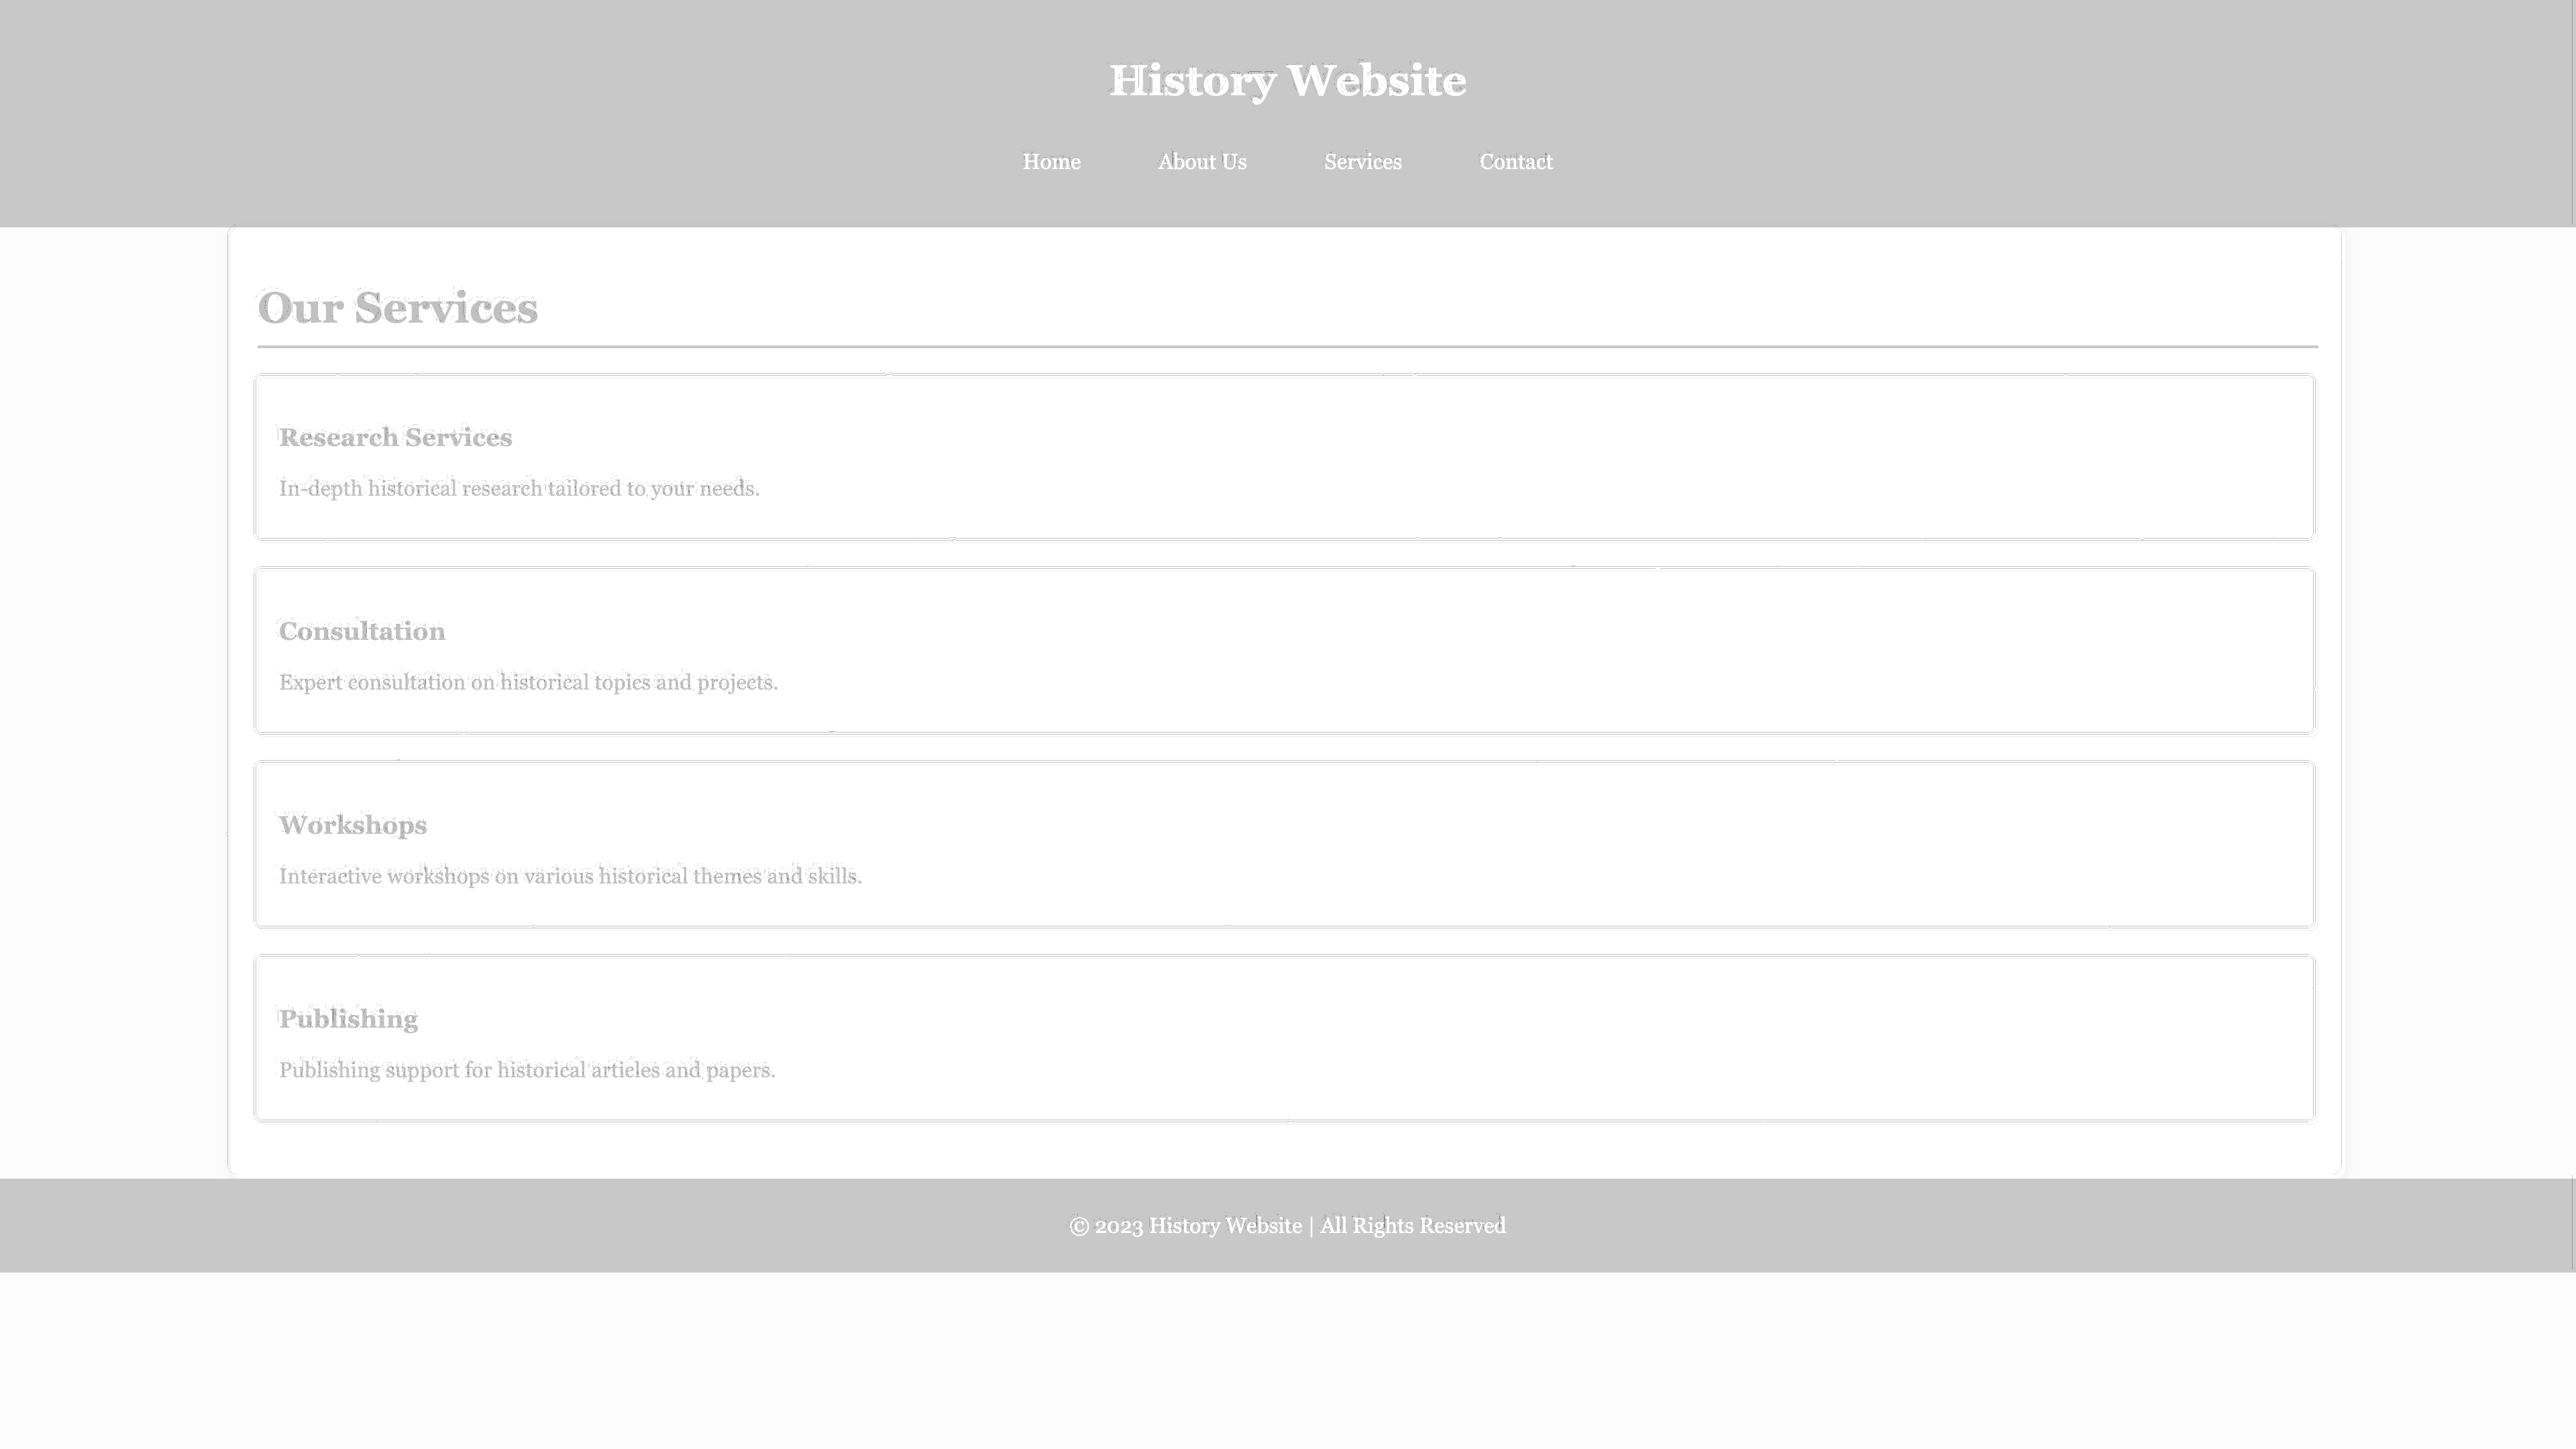 History Website
Home About Us Services Contact
Our Services
Research Services
In-depth historical research tailored to your needs.
Consultation
Expert consultation on historical topics and projects.
Workshops
Interactive workshops on various historical themes and skills.
Publishing
Publishing support for historical articles and papers.
© 2023 History Website | All Rights Reserved